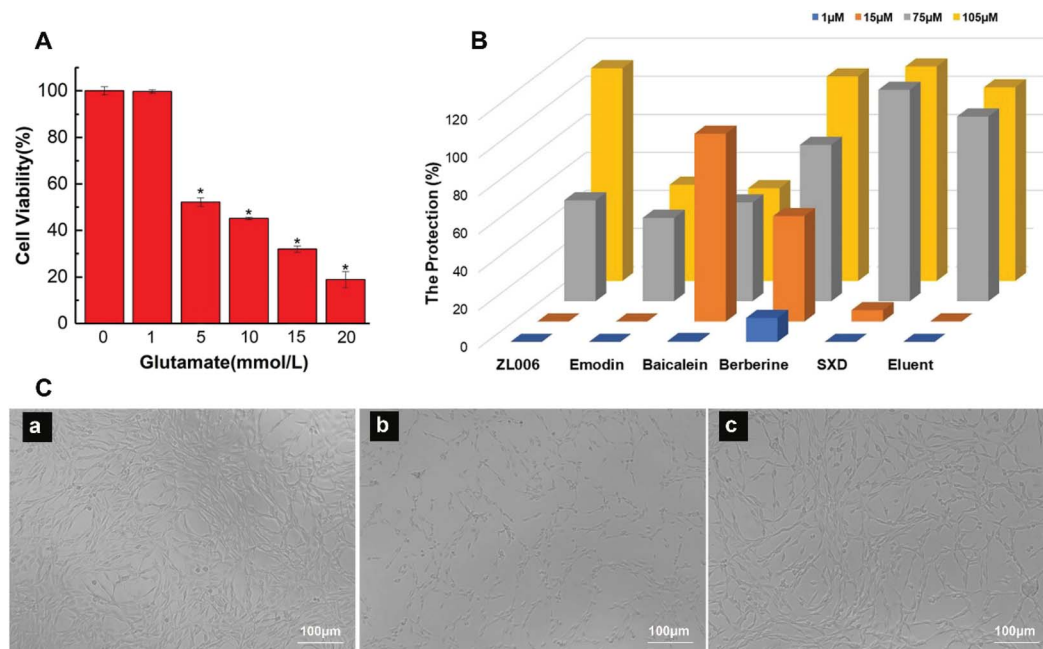 1μM 15μM 75μM 105μM
A
B
Cell Viability(%)
100
80
60
40
20
0
* * * *
0 1 5 10 15 20
Glutamate(mmol/L)
The Protection (%)
120
100
80
60
40
20
0
ZL006 Emodin Baicalein Berberine SXD Eluent
C
a
b
c
100μm
100μm
100μm